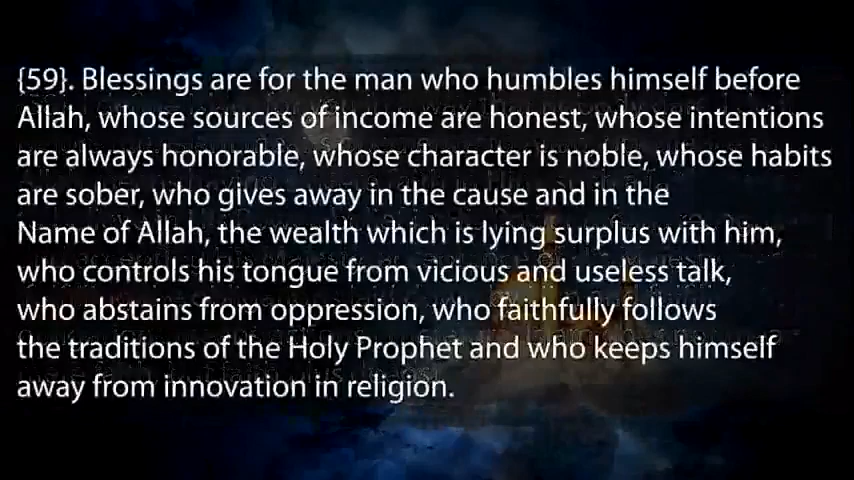 {59}. Blessings are for the man who humbles himself before
Allah, whose sources of income are honest, whose intentions
are always honorable, whose character is noble, whose habits
are sober, who gives away in the cause and in the
Name of Allah, the wealth which is lying surplus with him,
who controls his tongue from vicious and useless talk,
who abstains from oppression, who faithfully follows
the traditions of the Holy Prophet and who keeps himself
away from innovation in religion.